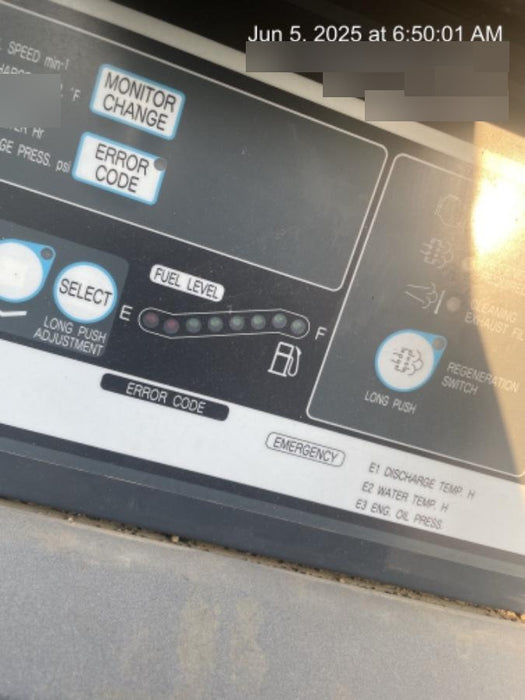 Jun 5, 2025 at 6:50:01 AM
SPEED min-1
°F
Hr
GE PRESS. psi
MONITOR
CHANGE
ERROR
CODE
SELECT
LONG PUSH
ADJUSTMENT
FUEL LEVEL
E
F
CLEANING
EXHAUST
REGENERATION
SWITCH
LONG PUSH
ERROR CODE
EMERGENCY
E1 DISCHARGE TEMP. H
E2 WATER TEMP. H
E3 ENG. OIL PRESS.